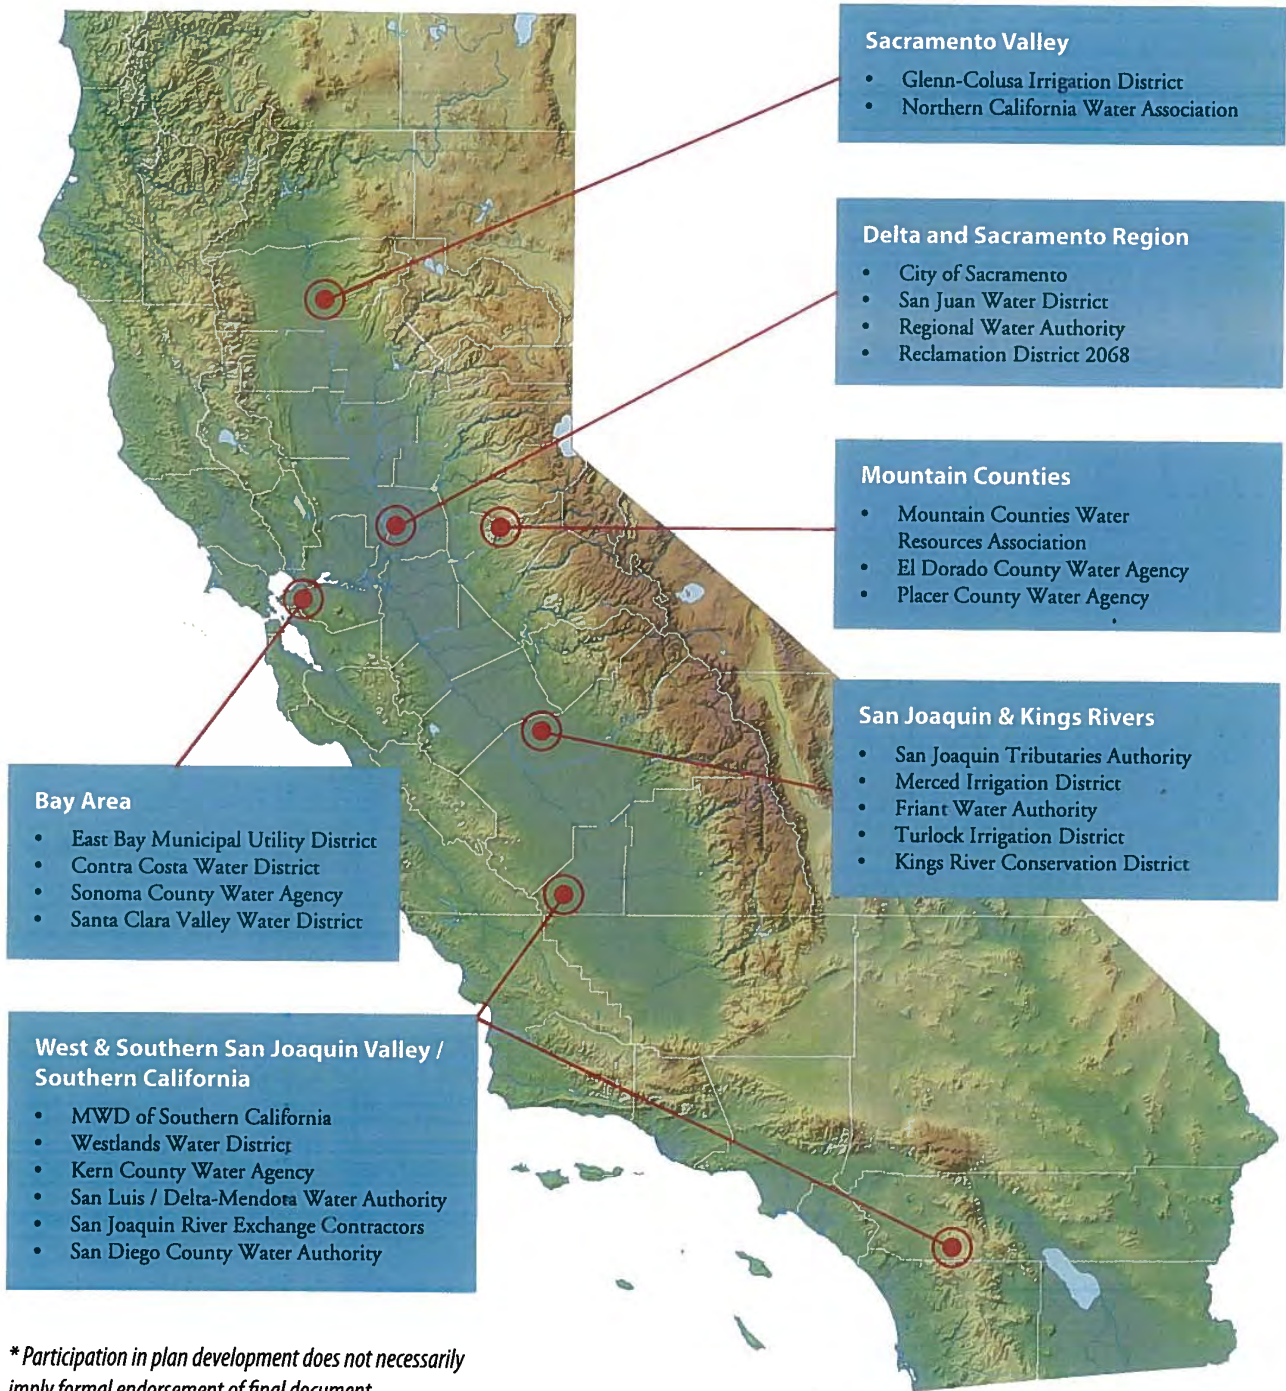 Sacramento Valley
• Glenn-Colusa Irrigation District
• Northern California Water Association
Delta and Sacramento Region
• City of Sacramento
• San Juan Water District
• Regional Water Authority
• Reclamation District 2068
Mountain Counties
• Mountain Counties Water
Resources Association
• El Dorado County Water Agency
• Placer County Water Agency
San Joaquin & Kings Rivers
• San Joaquin Tributaries Authority
• Merced Irrigation District
• Friant Water Authority
• Turlock Irrigation District
• Kings River Conservation District
Bay Area
• East Bay Municipal Utility District
• Contra Costa Water District
• Sonoma County Water Agency
• Santa Clara Valley Water District
West & Southern San Joaquin Valley /
Southern California
• MWD of Southern California
• Westlands Water District
• Kern County Water Agency
• San Luis / Delta-Mendota Water Authority
• San Joaquin River Exchange Contractors
• San Diego County Water Authority
* Participation in plan development does not necessarily
imply formal endorsement of final document